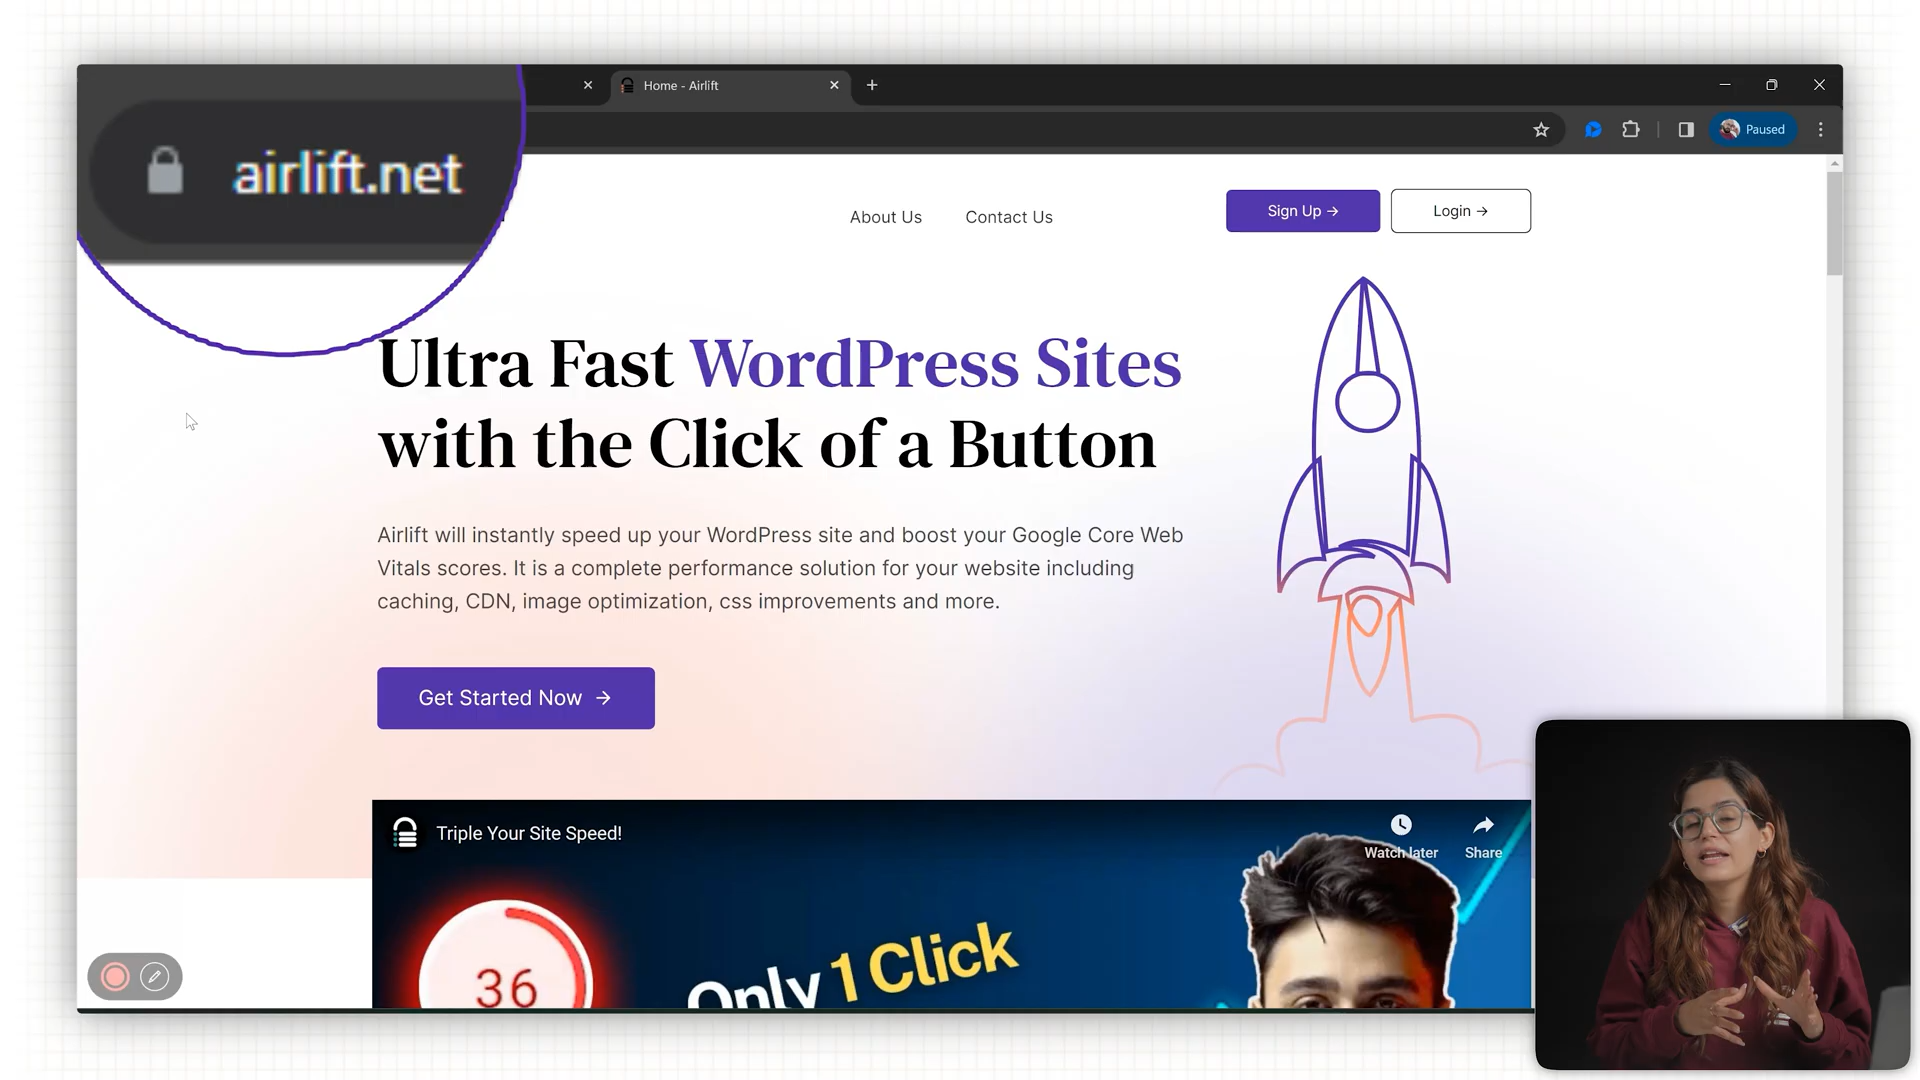 Home - Airlift
airlift.net
Paused
About Us
Contact Us
Sign Up →
Login →
Ultra Fast WordPress Sites
with the Click of a Button
Airlift will instantly speed up your WordPress site and boost your Google Core Web
Vitals scores. It is a complete performance solution for your website including
caching, CDN, image optimization, css improvements and more.
Get Started Now →
Triple Your Site Speed!
Watch later
Share
36
Only 1 Click